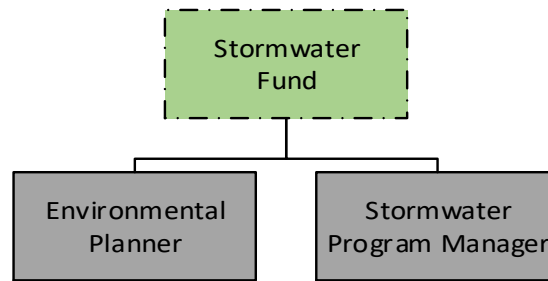 Stormwater
Fund
Environmental
Planner
Stormwater
Program Manager